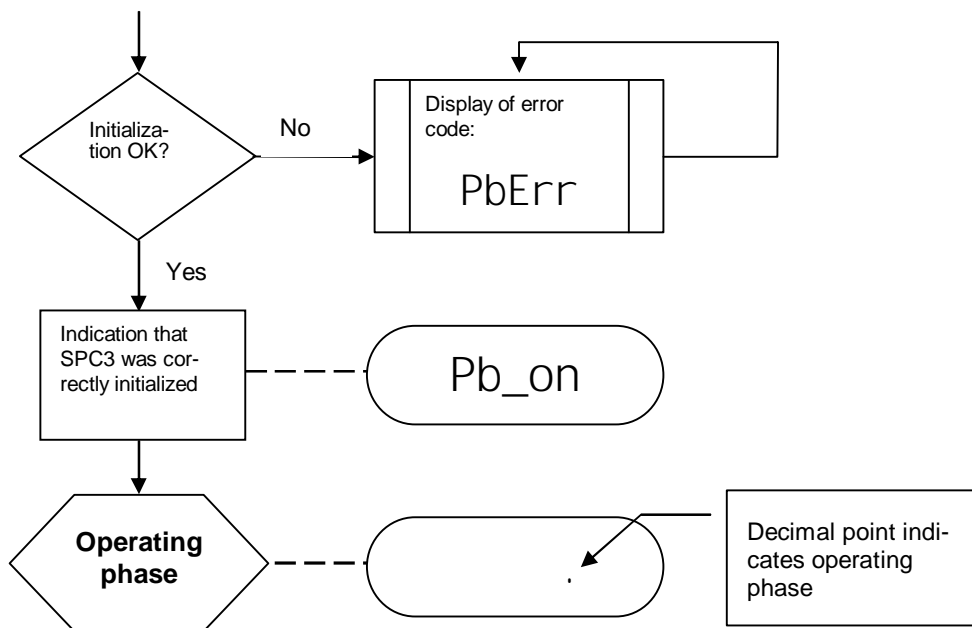 Initializa-
tion OK?
No
Display of error
code:
PbErr
Yes
Indication that
SPC3 was cor-
rectly initialized
Pb_on
Operating
phase
.
Decimal point indi-
cates operating
phase